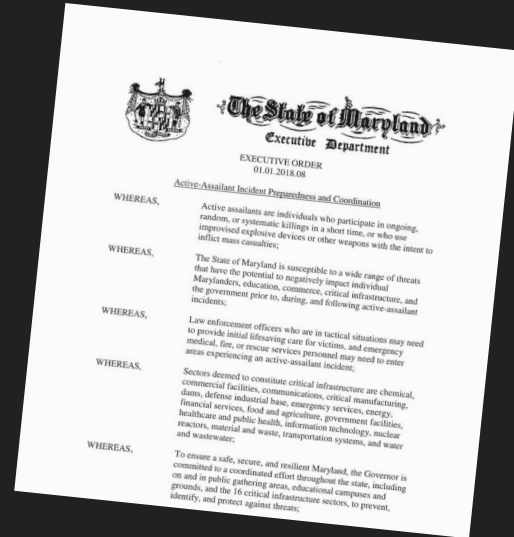 The State of Maryland
Executive Department
EXECUTIVE ORDER
01.01.2018.08
Active-Assailant Incident Preparedness and Coordination
WHEREAS, Active assailants are individuals who participate in ongoing,
random, or systematic killings in a short time, or who use
improvised explosive devices or other weapons with the intent to
inflict mass casualties;
WHEREAS, The State of Maryland is susceptible to a wide range of threats
that have the potential to negatively impact individual
Marylanders, education, commerce, critical infrastructure, and
the government prior to, during, and following active-assailant
incidents;
WHEREAS, Law enforcement officers who are in tactical situations may need
to provide initial lifesaving care for victims, and emergency
medical, fire, or rescue services personnel may need to enter
areas experiencing an active-assailant incident;
WHEREAS, Sectors deemed to constitute critical infrastructure are chemical,
commercial facilities, communications, critical manufacturing,
dams, defense industrial base, emergency services, energy,
financial services, food and agriculture, government facilities,
healthcare and public health, information technology, nuclear
reactors, material and waste, transportation systems, and water
and wastewater;
WHEREAS, To ensure a safe, secure, and resilient Maryland, the Governor is
committed to a coordinated effort throughout the state, including
on and in public gathering areas, educational campuses and
grounds, and the 16 critical infrastructure sectors, to prevent,
identify, and protect against threats;